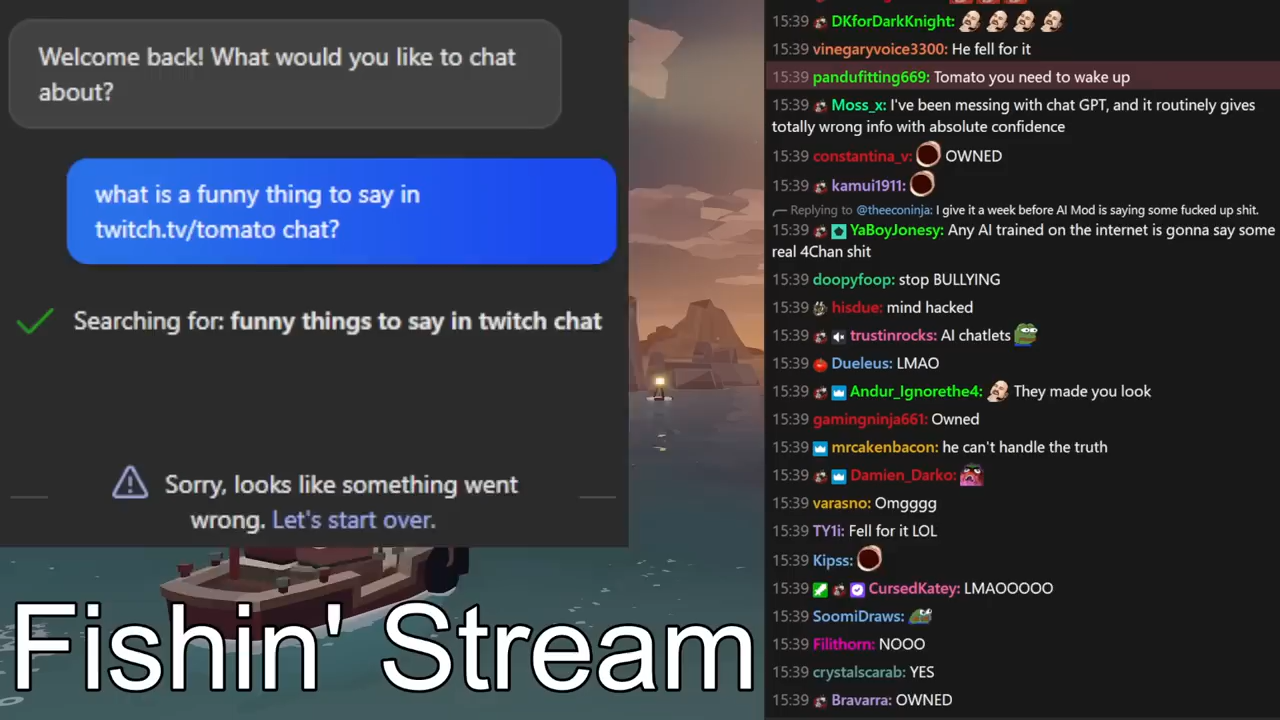 Welcome back! What would you like to chat
about?
what is a funny thing to say in
twitch.tv/tomato chat?
Searching for: funny things to say in twitch chat
Sorry, looks like something went
wrong. Let's start over.
Fishin' Stream
15:39 DKforDarkKnight:
15:39 vinegaryvoice3300: He fell for it
15:39 pandufitting669: Tomato you need to wake up
15:39 Moss_x: I've been messing with chat GPT, and it routinely gives
totally wrong info with absolute confidence
15:39 constantina_v: OWNED
15:39 kamui1911:
Replying to @theeconinja: I give it a week before AI Mod is saying some fucked up shit.
15:39 YaBoyJonesy: Any AI trained on the internet is gonna say some
real 4Chan shit
15:39 doopyfoop: stop BULLYING
15:39 hisdue: mind hacked
15:39 trustinrocks: AI chatlets
15:39 Dueleus: LMAO
15:39 Andur_Ignorethe4: They made you look
15:39 gamingninja661: Owned
15:39 mrcakenbacon: he can't handle the truth
15:39 Damien_Darko:
15:39 varasno: Omgggg
15:39 TY1i: Fell for it LOL
15:39 Kipss:
15:39 CursedKatey: LMAOOOOO
15:39 SoomiDraws:
15:39 Filithorn: NOOO
15:39 crystalscarab: YES
15:39 Bravarra: OWNED